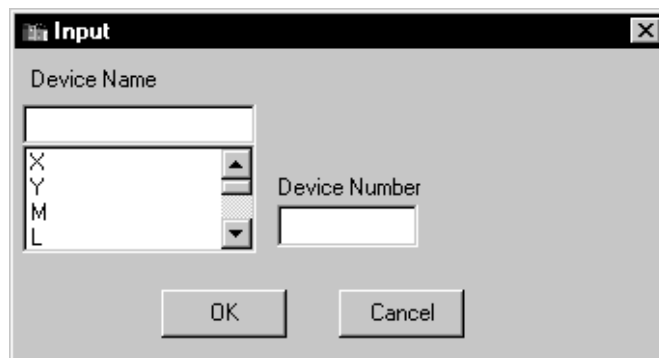 Input
Device Name
X
Y
M
L
Device Number
OK
Cancel